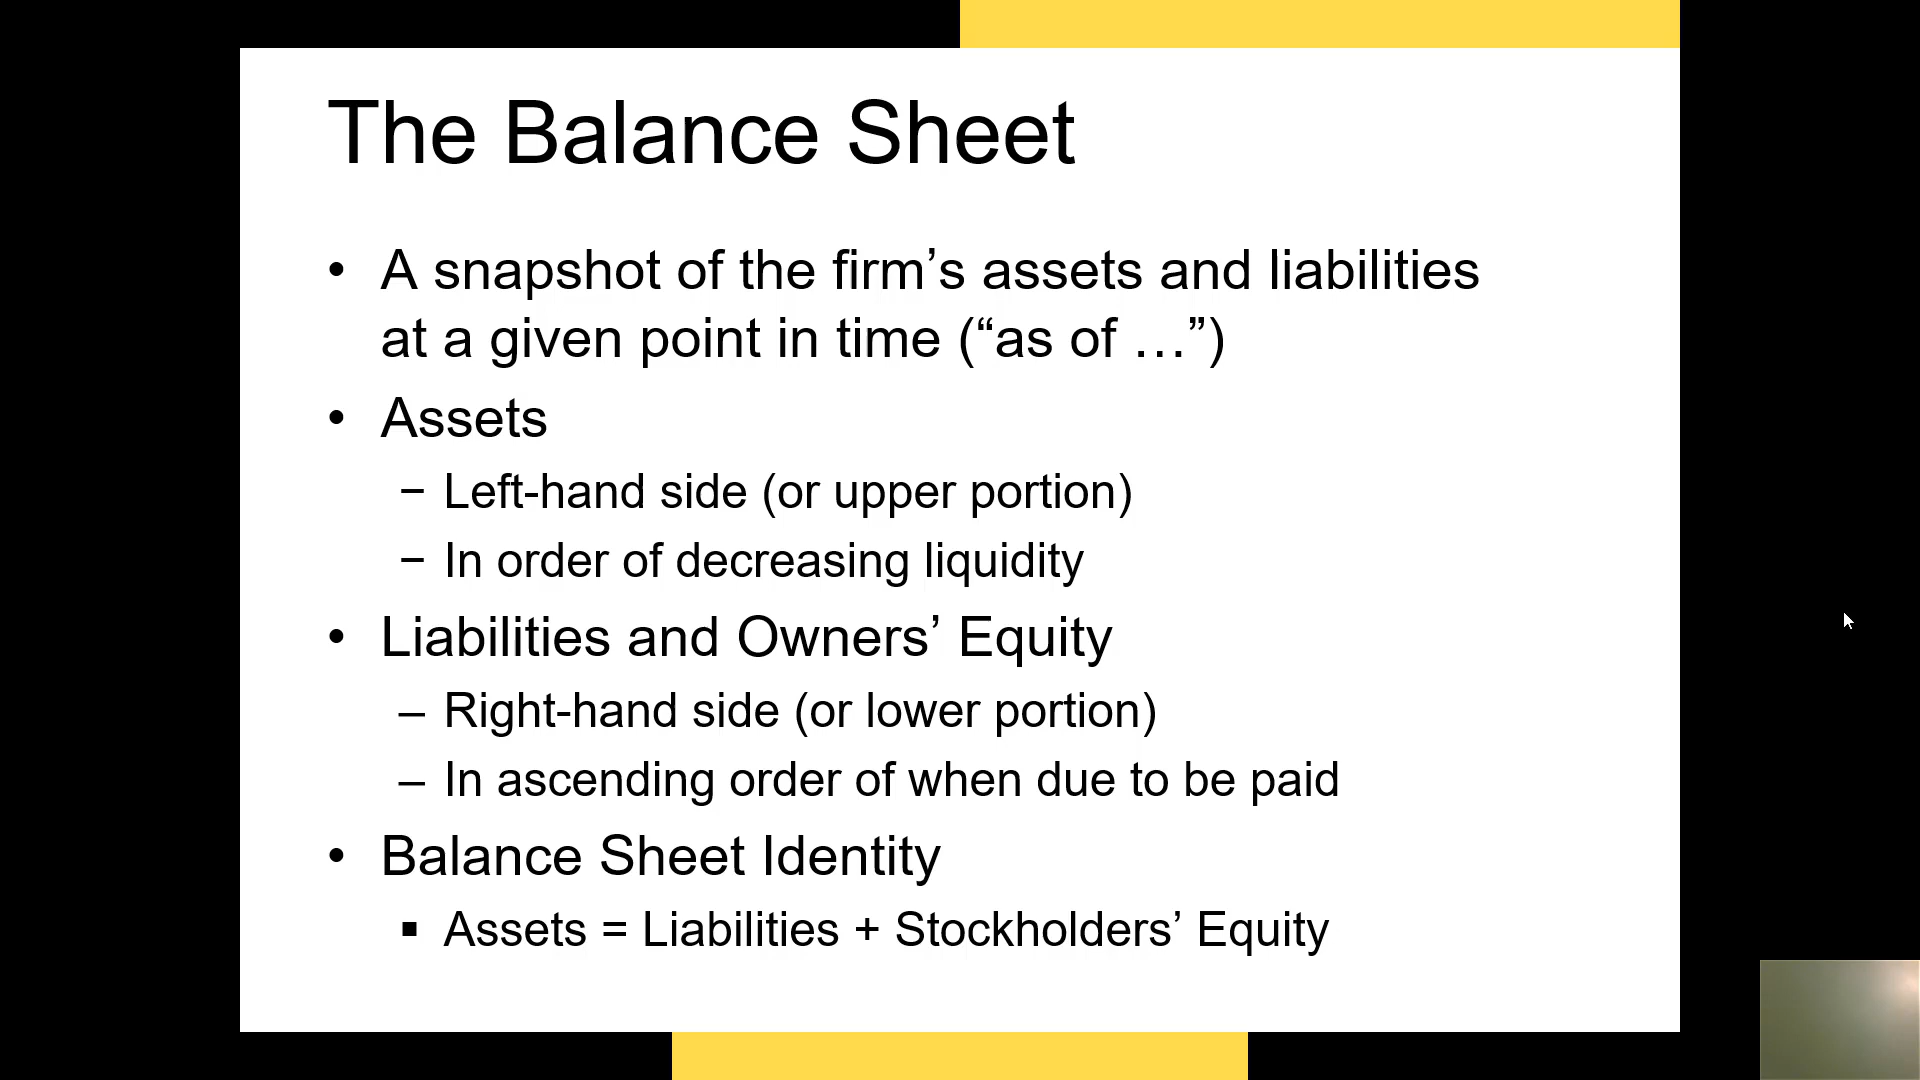 The Balance Sheet
• A snapshot of the firm’s assets and liabilities
at a given point in time (“as of …”)
• Assets
− Left-hand side (or upper portion)
− In order of decreasing liquidity
• Liabilities and Owners’ Equity
– Right-hand side (or lower portion)
– In ascending order of when due to be paid
• Balance Sheet Identity
▪ Assets = Liabilities + Stockholders’ Equity